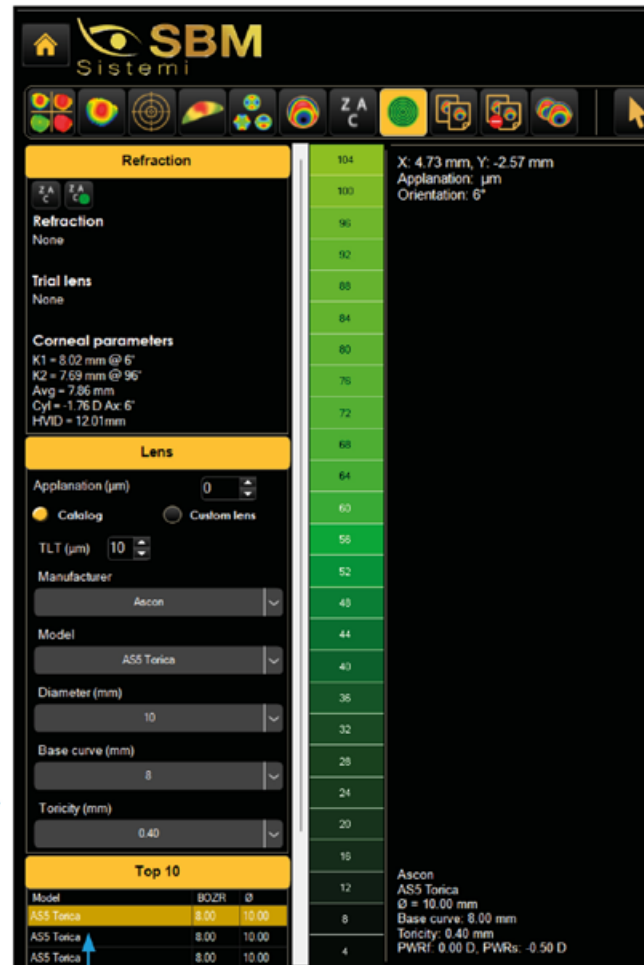 SBM
Sistemi
Z A
C
Refraction
Z A
C
Z A
C
Refraction
None
Trial lens
None
Corneal parameters
K1 = 8.02 mm @ 6°
K2 = 7.69 mm @ 96°
Avg = 7.86 mm
Cyl = -1.76 D Ax: 6°
HVID = 12.01mm
Lens
Applanation (µm)
0
Catalog
Custom lens
TLT (µm)
10
Manufacturer
Ascon
Model
AS5 Torica
Diameter (mm)
10
Base curve (mm)
8
Toricity (mm)
0.40
Top 10
Model BOZR Ø
AS5 Torica 8.00 10.00
AS5 Torica 8.00 10.00
AS5 Torica 8.00 10.00
104
100
96
92
88
84
80
76
72
68
64
60
56
52
48
44
40
36
32
28
24
20
16
12
8
4
X: 4.73 mm, Y: -2.57 mm
Applanation: µm
Orientation: 6°
Ascon
AS5 Torica
Ø = 10.00 mm
Base curve: 8.00 mm
Toricity: 0.40 mm
PWRf: 0.00 D, PWRs: -0.50 D